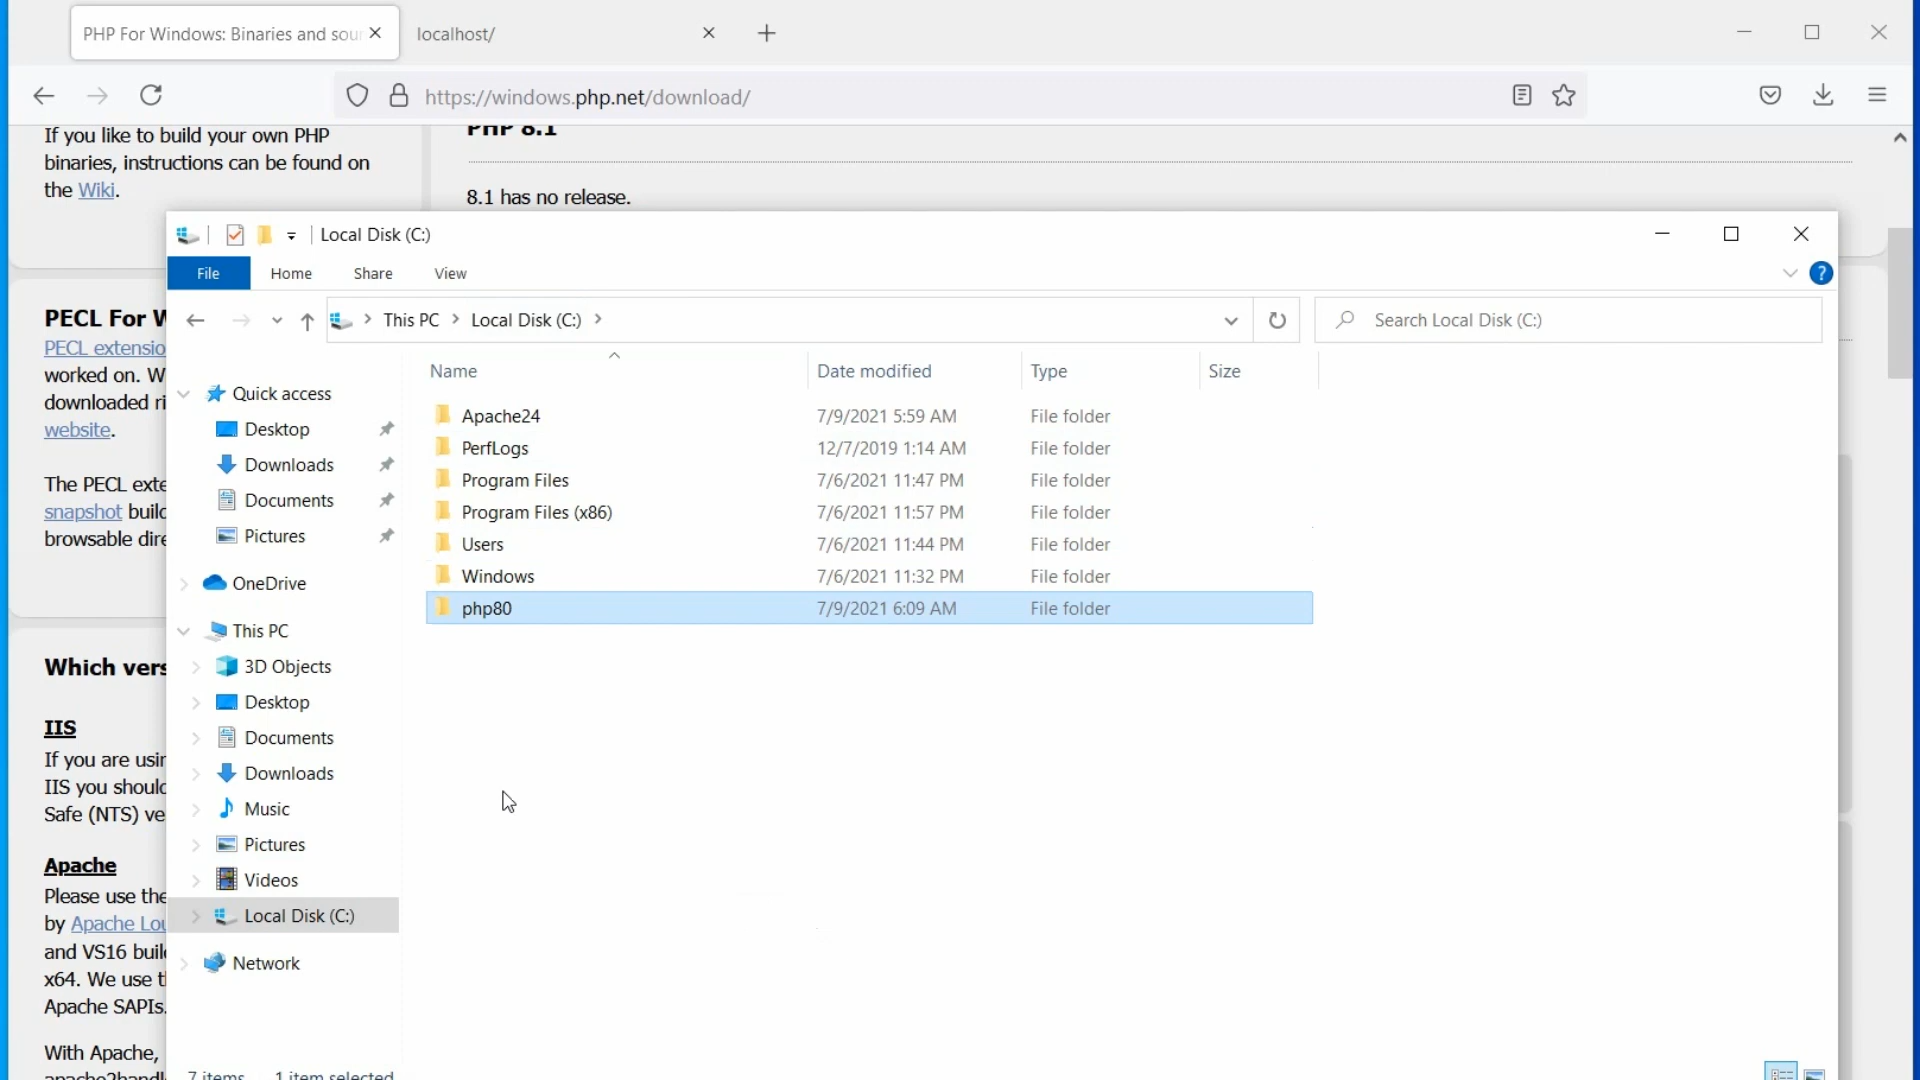 PHP For Windows: Binaries and sou
localhost/
https://windows.php.net/download/
If you like to build your own PHP
binaries, instructions can be found on
the Wiki.
PHP 8.1
8.1 has no release.
Local Disk (C:)
File
Home
Share
View
?
This PC
Local Disk (C:)
Search Local Disk (C:)
Name
Date modified
Type
Size
Apache24
7/9/2021 5:59 AM
File folder
PerfLogs
12/7/2019 1:14 AM
File folder
Program Files
7/6/2021 11:47 PM
File folder
Program Files (x86)
7/6/2021 11:57 PM
File folder
Users
7/6/2021 11:44 PM
File folder
Windows
7/6/2021 11:32 PM
File folder
php80
7/9/2021 6:09 AM
File folder
Quick access
Desktop
Downloads
Documents
Pictures
OneDrive
This PC
3D Objects
Desktop
Documents
Downloads
Music
Pictures
Videos
Local Disk (C:)
Network
7 items
1 item selected
PECL For W
PECL extensio
worked on. W
downloaded ri
website.
The PECL exte
snapshot build
browsable dire
Which vers
IIS
If you are usin
IIS you should
Safe (NTS) ve
Apache
Please use the
by Apache Lou
and VS16 build
x64. We use th
Apache SAPIs.
With Apache,
apache2handl